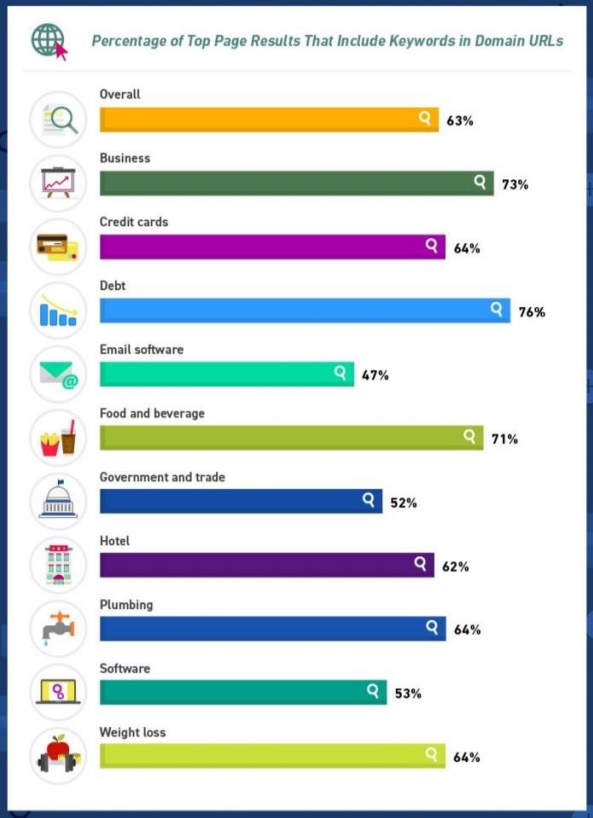 Percentage of Top Page Results That Include Keywords in Domain URLs
Overall
63%
Business
73%
Credit cards
64%
Debt
76%
Email software
47%
Food and beverage
71%
Government and trade
52%
Hotel
62%
Plumbing
64%
Software
53%
Weight loss
64%